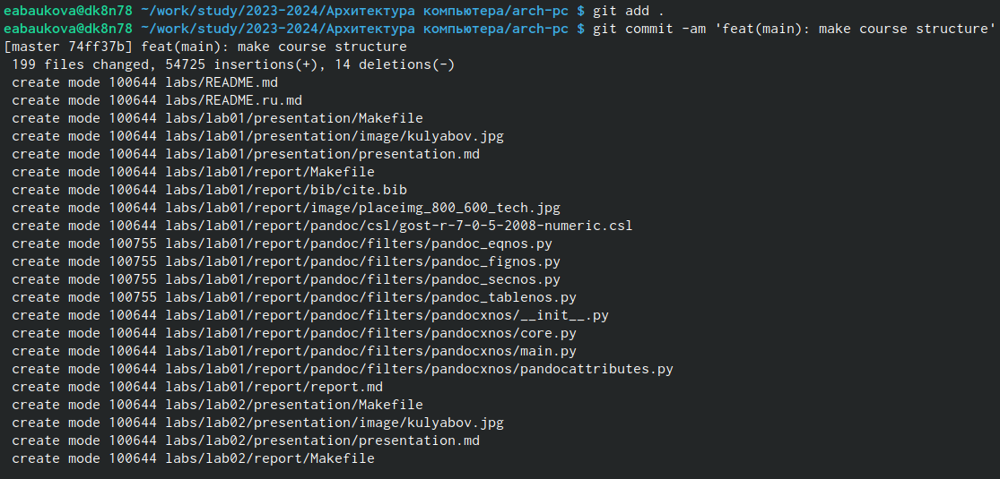 eabaukova@dk8n78 ~/work/study/2023-2024/Архитектура компьютера/arch-pc $ git add .
eabaukova@dk8n78 ~/work/study/2023-2024/Архитектура компьютера/arch-pc $ git commit -am 'feat(main): make course structure'
[master 74ff37b] feat(main): make course structure
 199 files changed, 54725 insertions(+), 14 deletions(-)
 create mode 100644 labs/README.md
 create mode 100644 labs/README.ru.md
 create mode 100644 labs/lab01/presentation/Makefile
 create mode 100644 labs/lab01/presentation/image/kulyabov.jpg
 create mode 100644 labs/lab01/presentation/presentation.md
 create mode 100644 labs/lab01/report/Makefile
 create mode 100644 labs/lab01/report/bib/cite.bib
 create mode 100644 labs/lab01/report/image/placeimg_800_600_tech.jpg
 create mode 100644 labs/lab01/report/pandoc/csl/gost-r-7-0-5-2008-numeric.csl
 create mode 100755 labs/lab01/report/pandoc/filters/pandoc_eqnos.py
 create mode 100755 labs/lab01/report/pandoc/filters/pandoc_fignos.py
 create mode 100755 labs/lab01/report/pandoc/filters/pandoc_secnos.py
 create mode 100755 labs/lab01/report/pandoc/filters/pandoc_tablenos.py
 create mode 100644 labs/lab01/report/pandoc/filters/pandocxnos/__init__.py
 create mode 100644 labs/lab01/report/pandoc/filters/pandocxnos/core.py
 create mode 100644 labs/lab01/report/pandoc/filters/pandocxnos/main.py
 create mode 100644 labs/lab01/report/pandoc/filters/pandocxnos/pandocattributes.py
 create mode 100644 labs/lab01/report/report.md
 create mode 100644 labs/lab02/presentation/Makefile
 create mode 100644 labs/lab02/presentation/image/kulyabov.jpg
 create mode 100644 labs/lab02/presentation/presentation.md
 create mode 100644 labs/lab02/report/Makefile